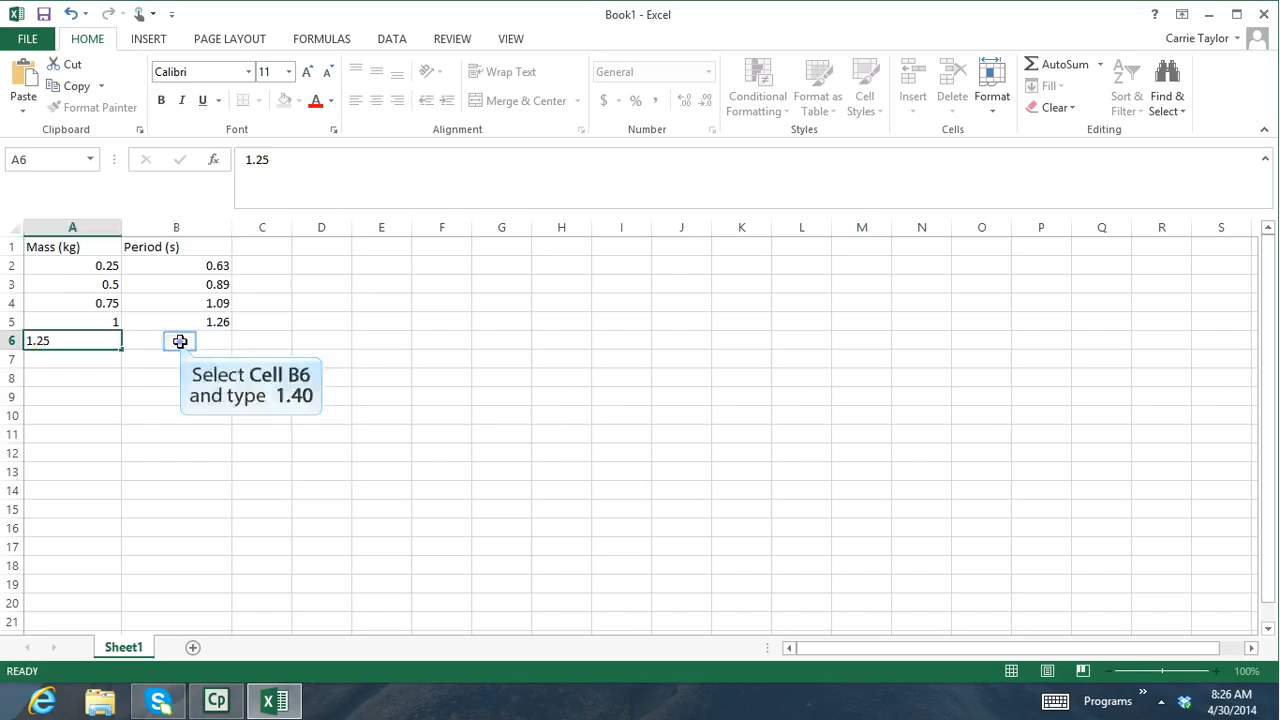 Book1 - Excel
?
FILE HOME INSERT PAGE LAYOUT FORMULAS DATA REVIEW VIEW
Carrie Taylor
Paste
Cut
Copy
Format Painter
Clipboard
Calibri 11
B I U
Font
Wrap Text
Merge & Center
Alignment
General
$ % ,
Number
Conditional Formatting
Format as Table
Cell Styles
Styles
Insert Delete Format
Cells
AutoSum
Fill
Clear
Sort & Filter
Find & Select
Editing
A6 fx 1.25
A B C D E F G H I J K L M N O P Q R S
1 Mass (kg) Period (s)
2 0.25 0.63
3 0.5 0.89
4 0.75 1.09
5 1 1.26
6 1.25
Select Cell B6
and type 1.40
7
8
9
10
11
12
13
14
15
16
17
18
19
20
21
Sheet1
READY
100%
Cp
Programs
8:26 AM
4/30/2014